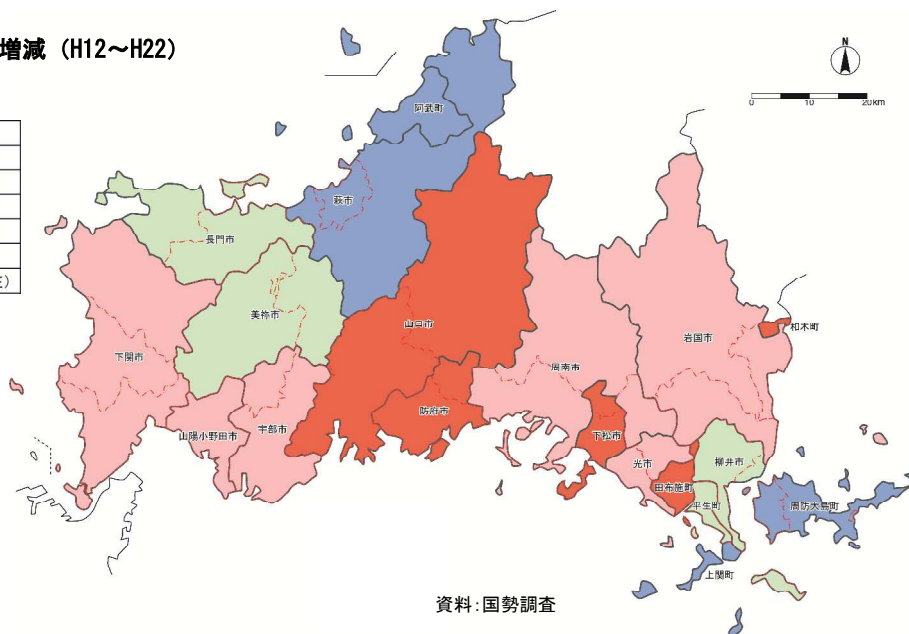 増減（H12～H22）
N
0 10 20km
阿武町
萩市
長門市
美祢市
山口市
下関市
岩国市
和木町
周南市
防府市
下松市
山陽小野田市
宇部市
光市
柳井市
田布施町
平生町
周防大島町
上関町
資料：国勢調査